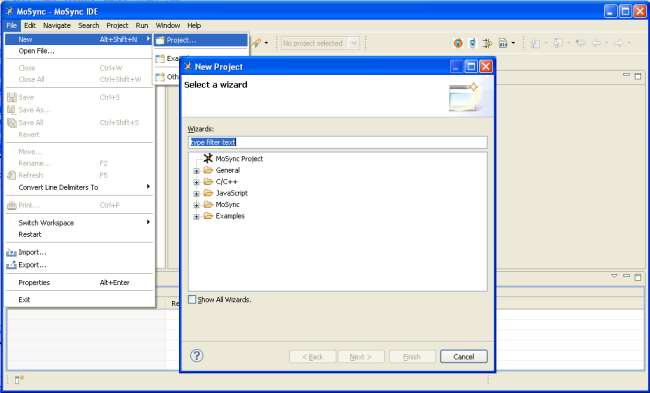 MoSync - MoSync IDE
File Edit Navigate Search Project Run Window Help
New Alt+Shift+N
Open File...
Close Ctrl+W
Close All Ctrl+Shift+W
Save Ctrl+S
Save As...
Save All Ctrl+Shift+S
Revert
Move...
Rename... F2
Refresh F5
Convert Line Delimiters To
Print... Ctrl+P
Switch Workspace
Restart
Import...
Export...
Properties Alt+Enter
Exit
Project...
Exa
Oth
No project selected
New Project
Select a wizard
Wizards:
type filter text
MoSync Project
General
C/C++
JavaScript
MoSync
Examples
Show All Wizards.
Re
? < Back Next > Finish Cancel